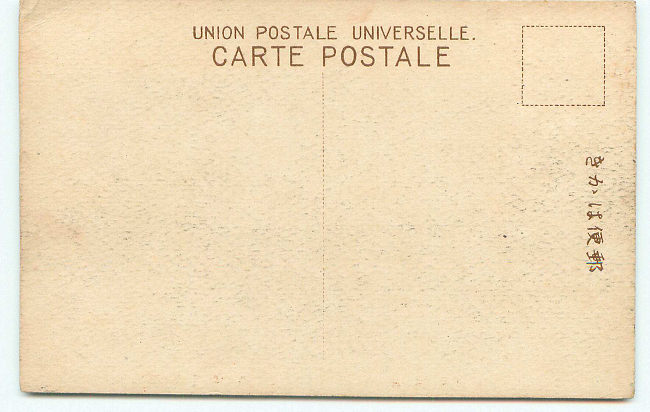 UNION POSTALE UNIVERSELLE.
CARTE POSTALE
郵便はかき